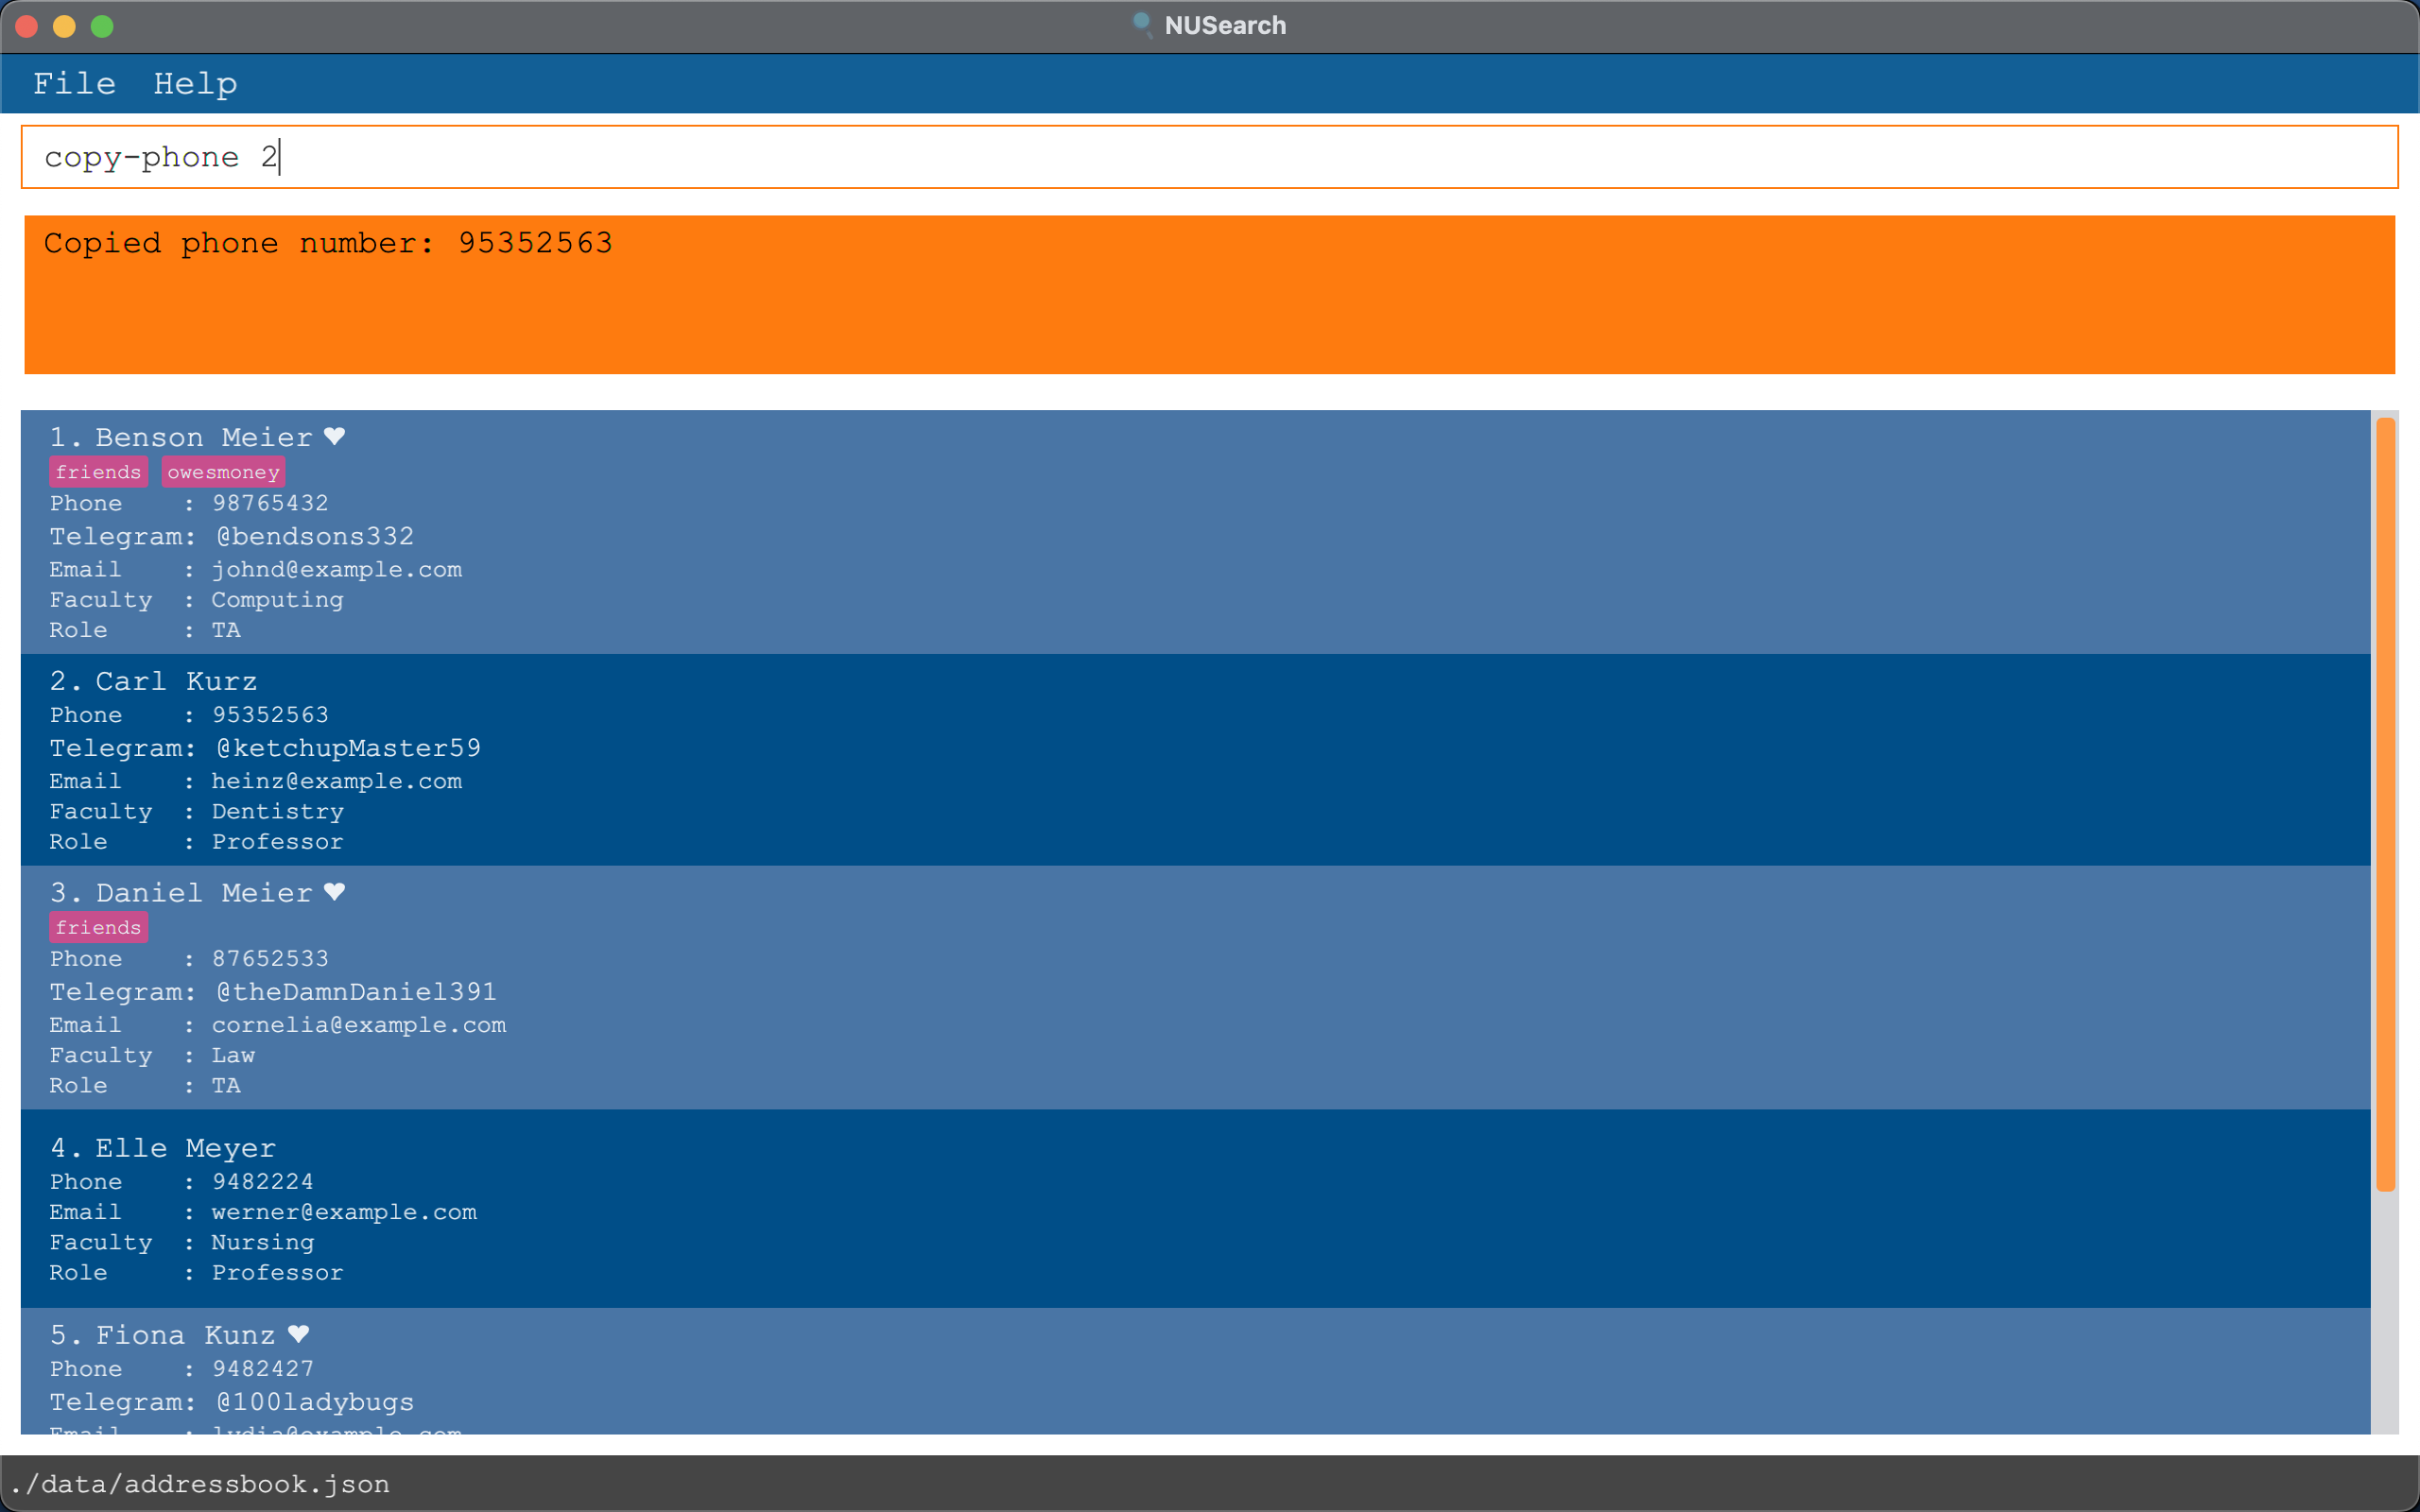 NUSearch
File Help
copy-phone 2
Copied phone number: 95352563
1. Benson Meier ♥
friends owesmoney
Phone : 98765432
Telegram: @bendsons332
Email : johnd@example.com
Faculty : Computing
Role : TA
2. Carl Kurz
Phone : 95352563
Telegram: @ketchupMaster59
Email : heinz@example.com
Faculty : Dentistry
Role : Professor
3. Daniel Meier ♥
friends
Phone : 87652533
Telegram: @theDamnDaniel391
Email : cornelia@example.com
Faculty : Law
Role : TA
4. Elle Meyer
Phone : 9482224
Email : werner@example.com
Faculty : Nursing
Role : Professor
5. Fiona Kunz ♥
Phone : 9482427
Telegram: @100ladybugs
Email : lydia@example.com
./data/addressbook.json